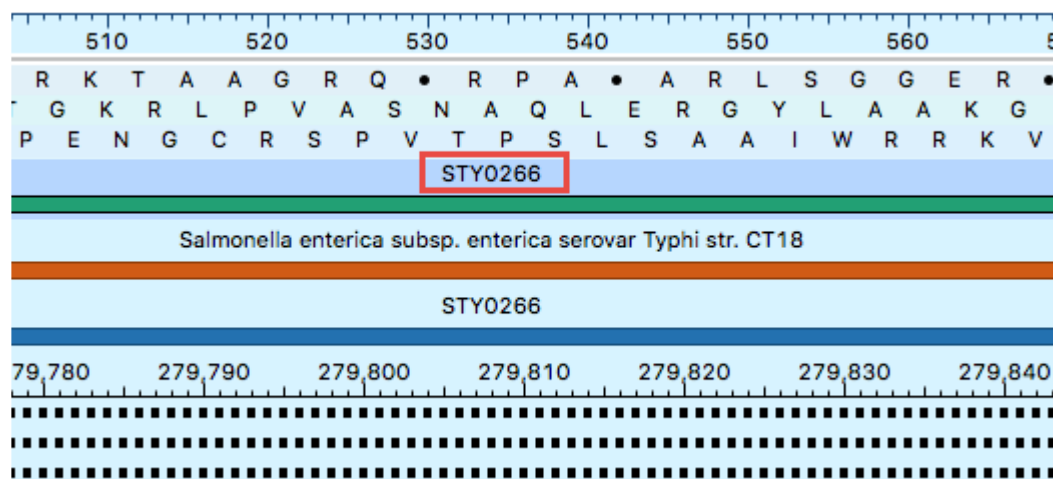 510 520 530 540 550 560
R K T A A G R Q • R P A • A R L S G G E R •
G K R L P V A S N A Q L E R G Y L A A K G
P E N G C R S P V T P S L S A A I W R R K V
STY0266
Salmonella enterica subsp. enterica serovar Typhi str. CT18
STY0266
79,780 279,790 279,800 279,810 279,820 279,830 279,840